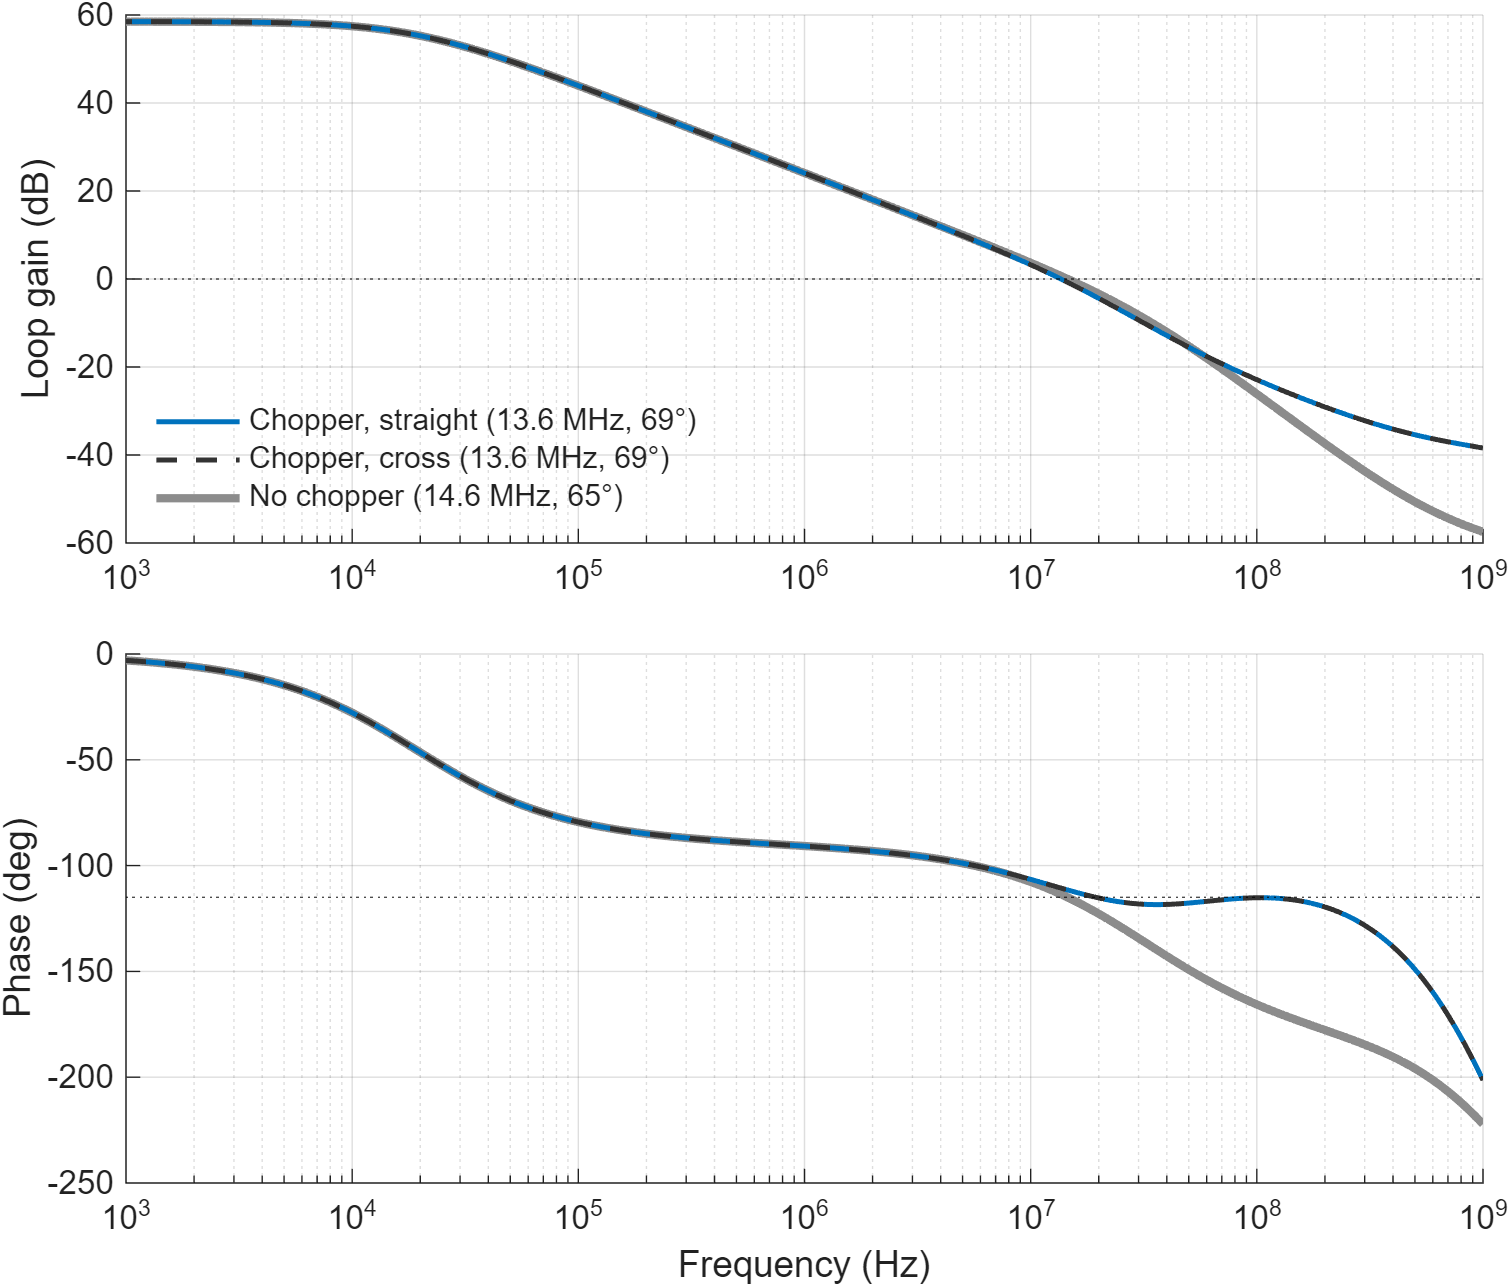 60
40
20
0
-20
-40
-60
Loop gain (dB)
Chopper, straight (13.6 MHz, 69°)
Chopper, cross (13.6 MHz, 69°)
No chopper (14.6 MHz, 65°)
10³ 10⁴ 10⁵ 10⁶ 10⁷ 10⁸ 10⁹
0
-50
-100
-150
-200
-250
Phase (deg)
10³ 10⁴ 10⁵ 10⁶ 10⁷ 10⁸ 10⁹
Frequency (Hz)